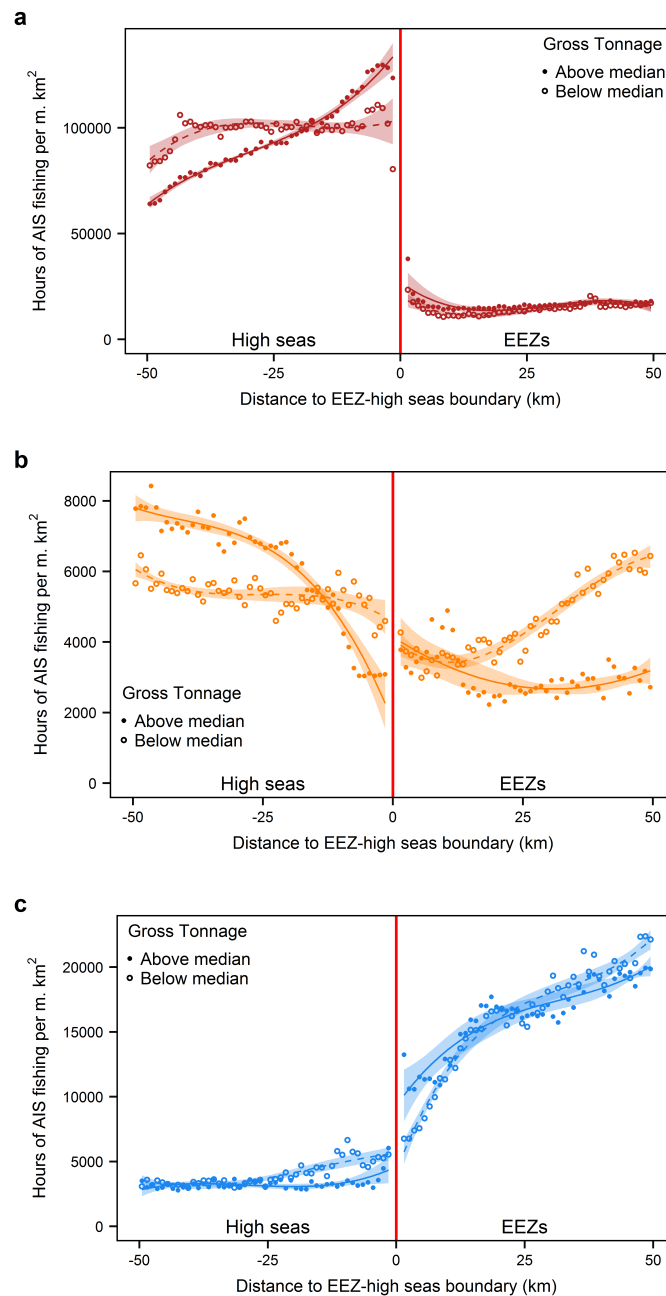 a
Gross Tonnage
Above median
Below median
Hours of AIS fishing per m. km²
100000
50000
0
High seas
EEZs
-50
-25
0
25
50
Distance to EEZ-high seas boundary (km)
b
Hours of AIS fishing per m. km²
8000
6000
4000
2000
0
Gross Tonnage
Above median
Below median
High seas
EEZs
-50
-25
0
25
50
Distance to EEZ-high seas boundary (km)
c
Gross Tonnage
Above median
Below median
Hours of AIS fishing per m. km²
20000
15000
10000
5000
0
High seas
EEZs
-50
-25
0
25
50
Distance to EEZ-high seas boundary (km)